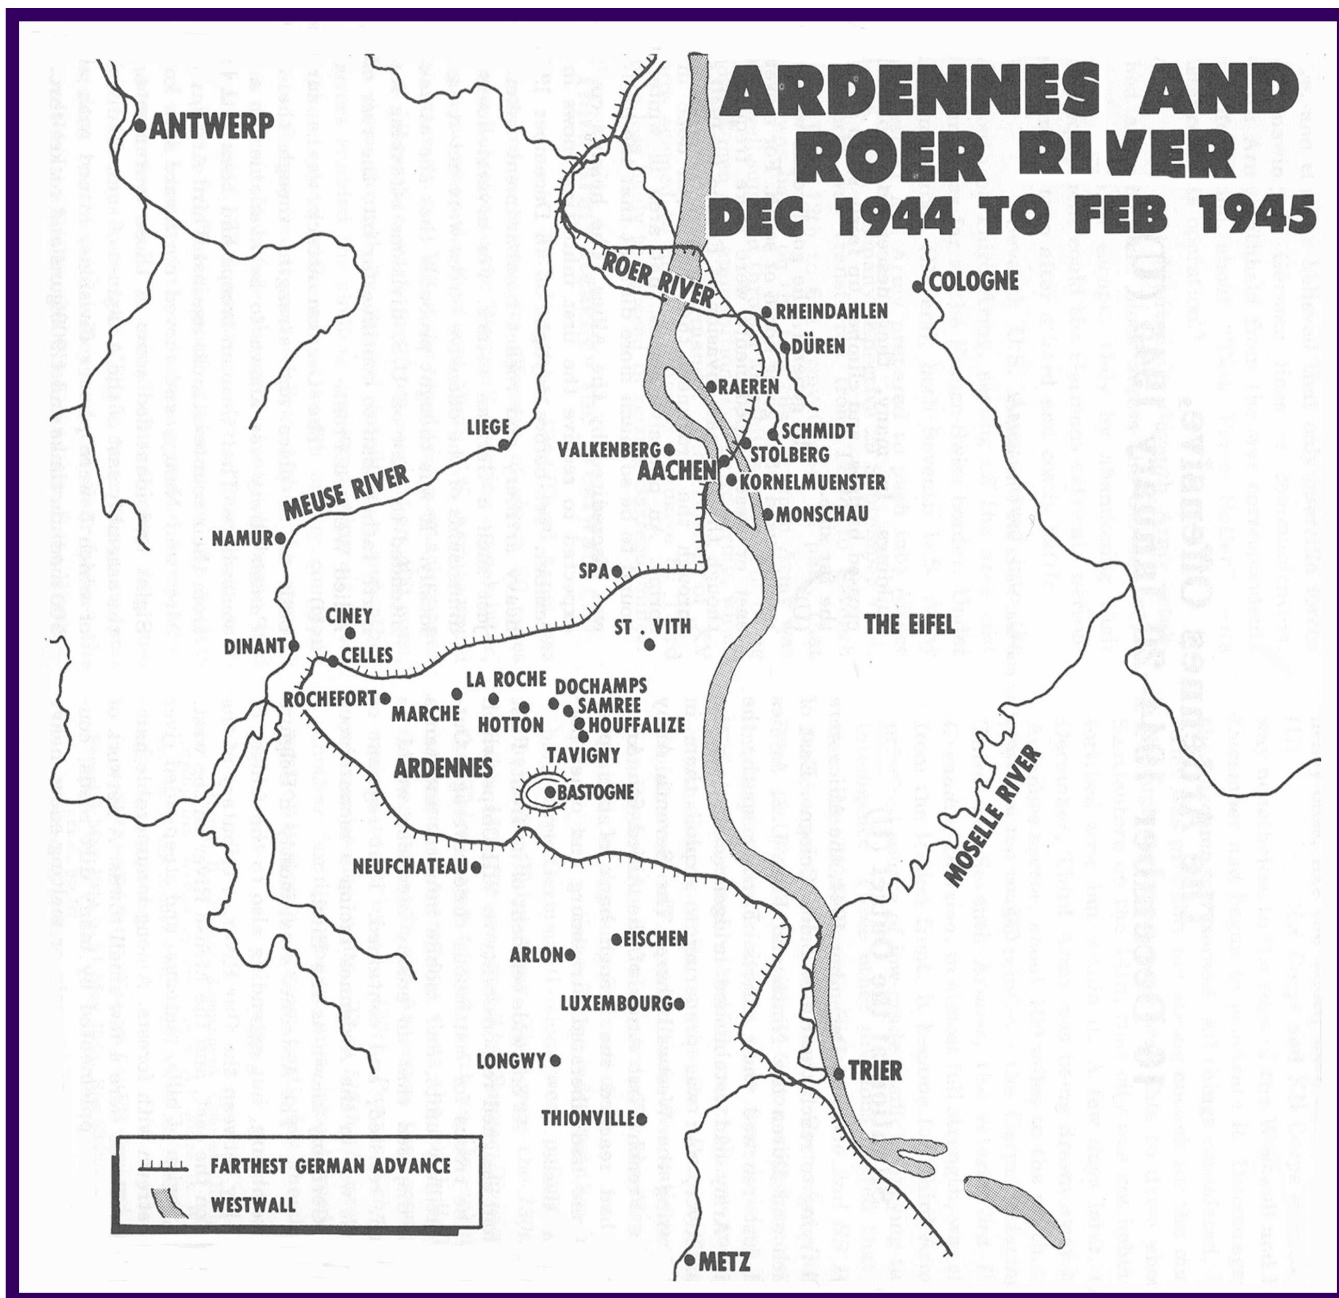 ARDENNES AND
ROER RIVER
DEC 1944 TO FEB 1945
ANTWERP
ROER RIVER
COLOGNE
RHEINDAHLEN
DÜREN
RAEREN
LIEGE
SCHMIDT
VALKENBERG
STOLBERG
AACHEN
KORNELMUENSTER
MEUSE RIVER
MONSCHAU
NAMUR
SPA
CINEY
ST. VITH
THE EIFEL
DINANT
CELLES
LA ROCHE
DOCHAMPS
ROCHEFORT
MARCHE
SAMREE
HOTTON
HOUFFALIZE
TAVIGNY
ARDENNES
BASTOGNE
MOSELLE RIVER
NEUFCHATEAU
EISCHEN
ARLON
LUXEMBOURG
LONGWY
TRIER
THIONVILLE
FARTHEST GERMAN ADVANCE
WESTWALL
METZ